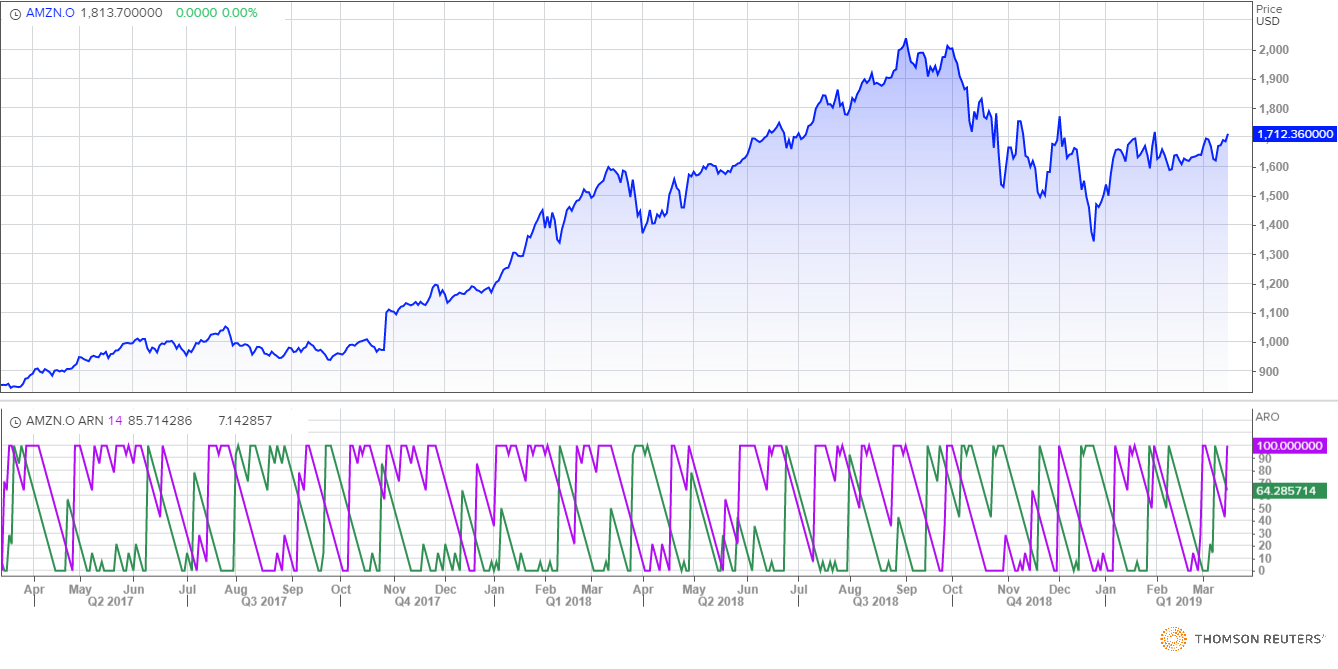 AMZN.O 1,813.700000 0.0000 0.00%
Price
USD
2,000
1,900
1,800
1,712.360000
1,600
1,500
1,400
1,300
1,200
1,100
1,000
900
AMZN.O ARN 14 85.714286 7.142857
ARO
100.000000
90
80
70
64.285714
50
40
30
20
10
0
Apr May Jun Jul Aug Sep Oct Nov Dec Jan Feb Mar Apr May Jun Jul Aug Sep Oct Nov Dec Jan Feb Mar
Q2 2017 Q3 2017 Q4 2017 Q1 2018 Q2 2018 Q3 2018 Q4 2018 Q1 2019
THOMSON REUTERS